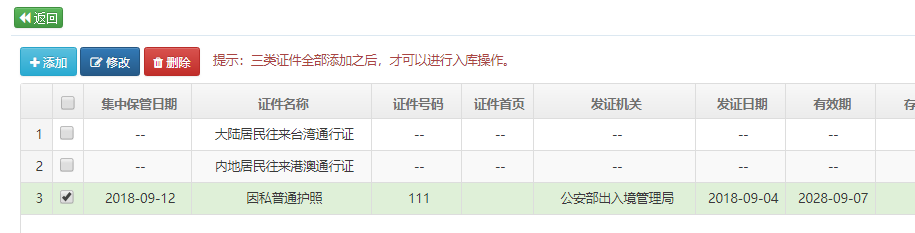 返回
添加 修改 删除 提示：三类证件全部添加之后，才可以进行入库操作。
集中保管日期 证件名称 证件号码 证件首页 发证机关 发证日期 有效期 存
1 -- 大陆居民往来台湾通行证 -- -- -- -- --
2 -- 内地居民往来港澳通行证 -- -- -- -- --
3 2018-09-12 因私普通护照 111 公安部出入境管理局 2018-09-04 2028-09-07